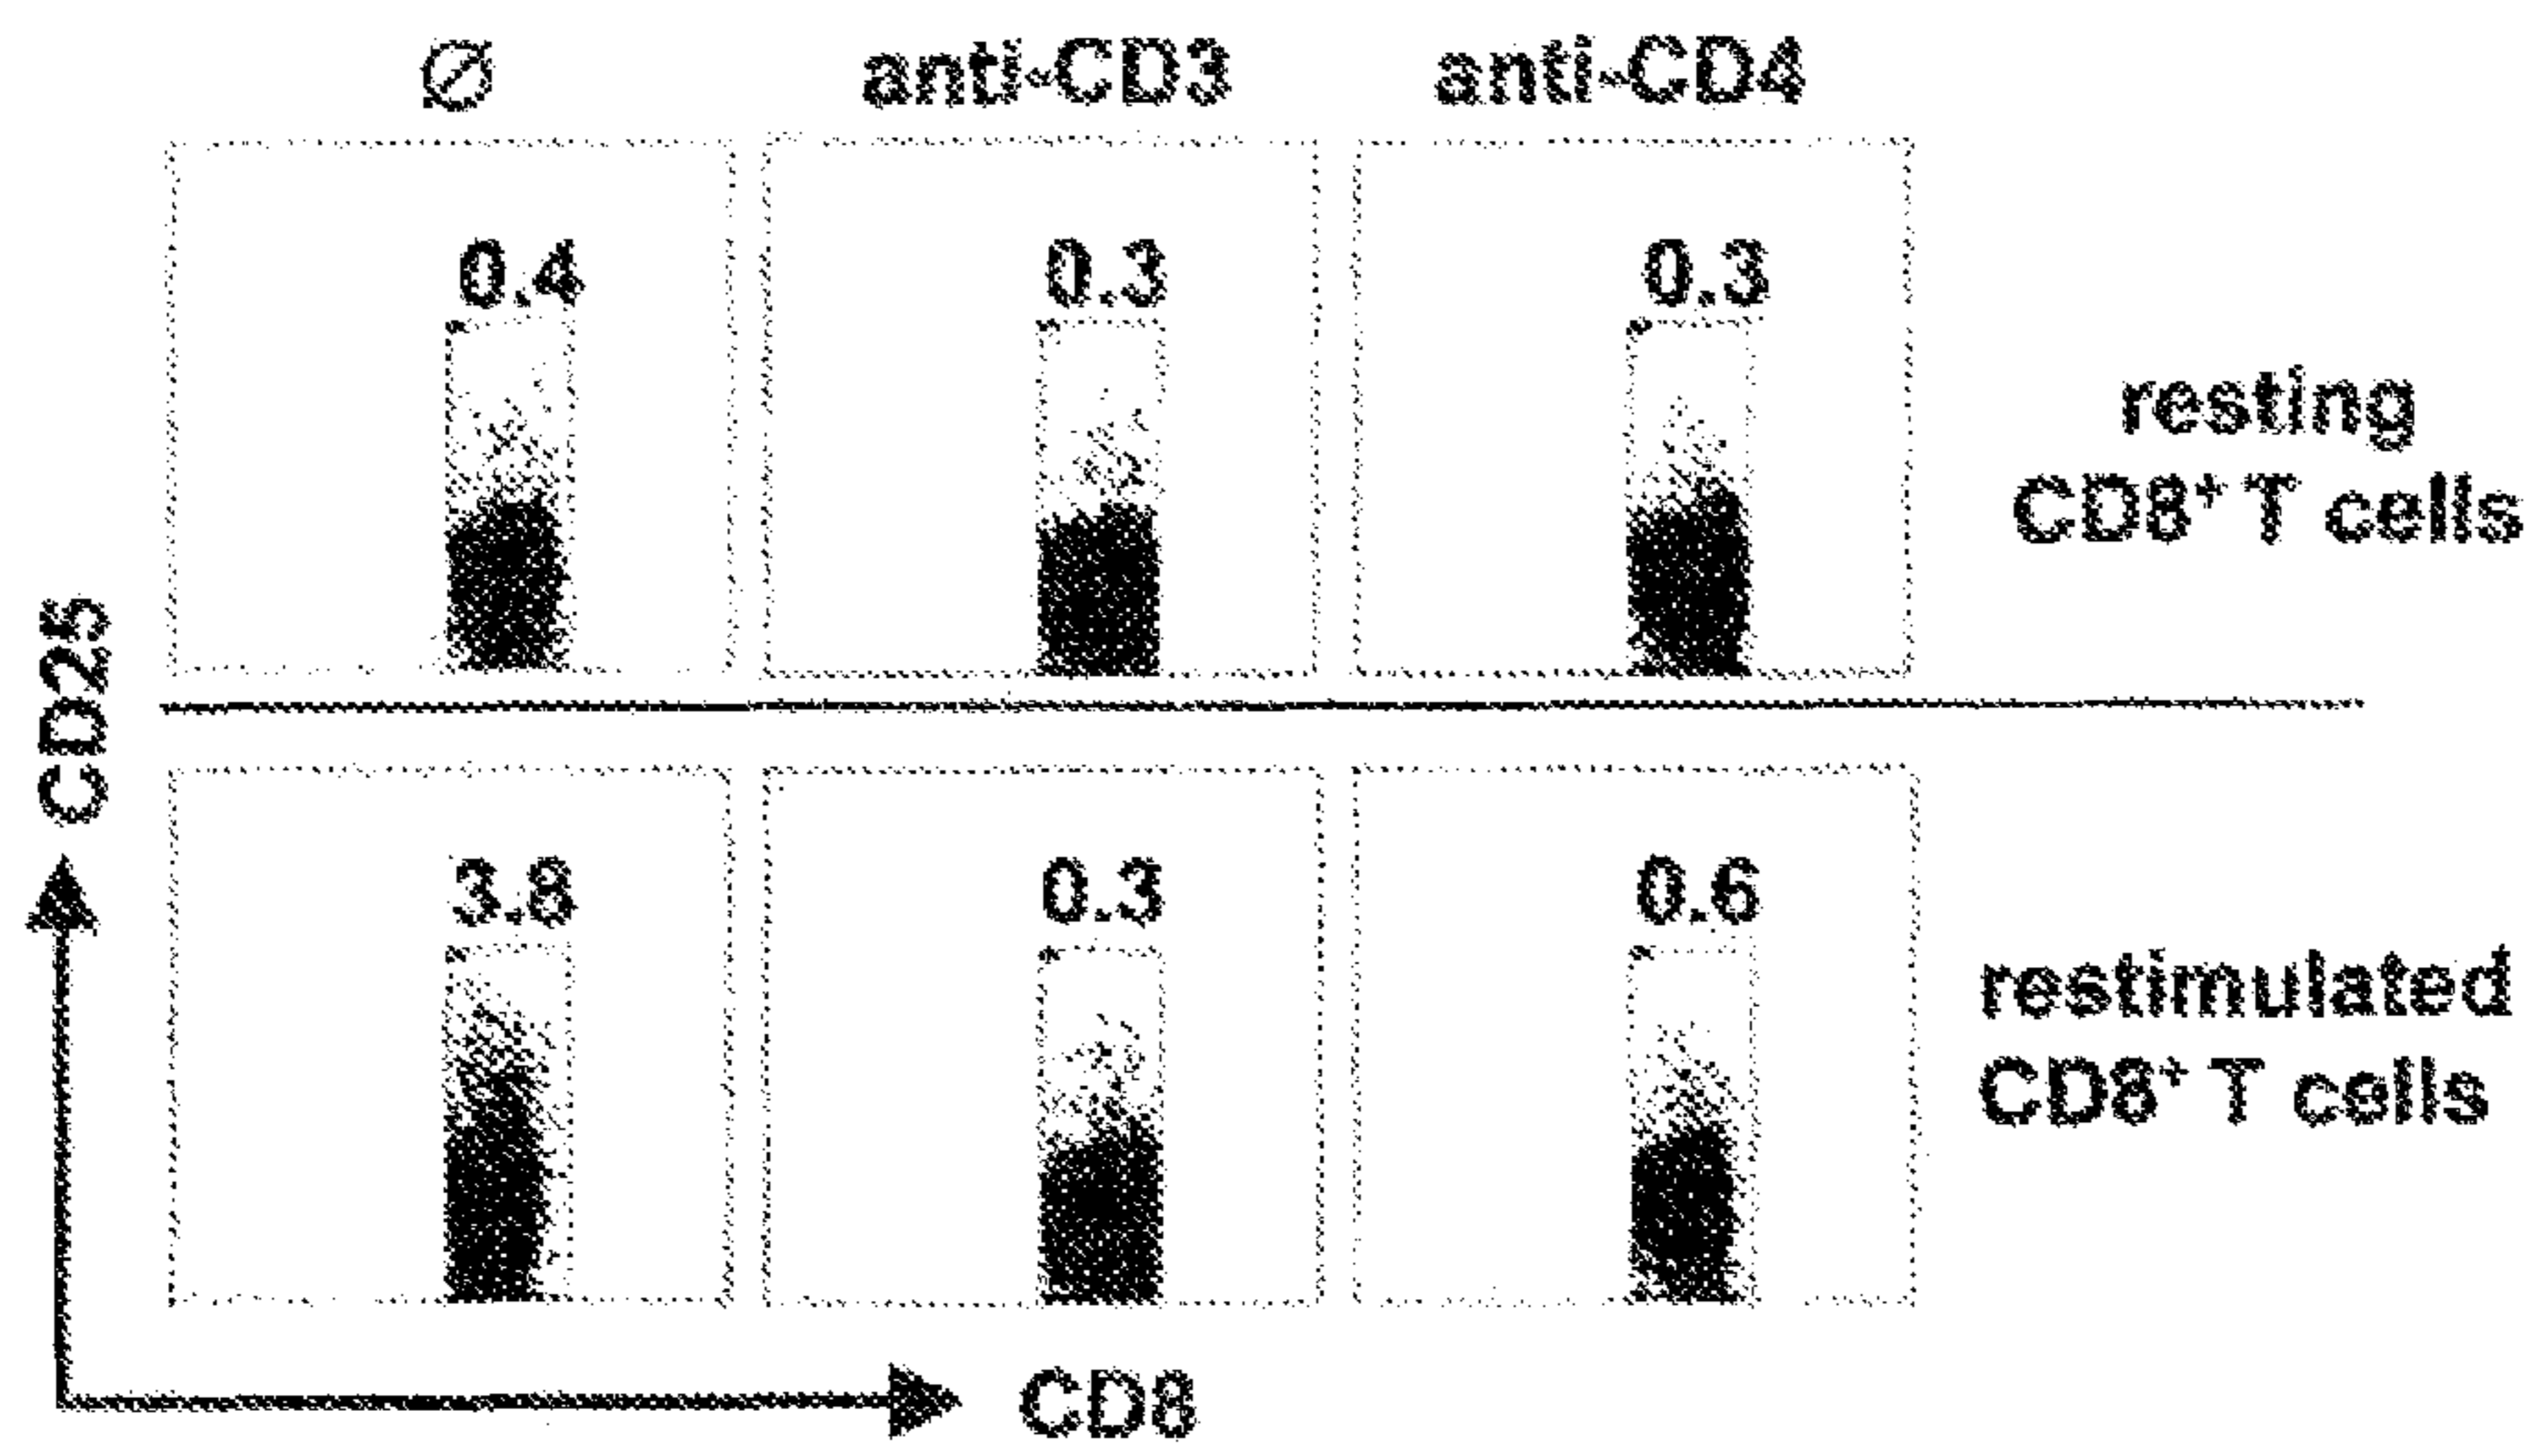 Ø anti-CD3 anti-CD4
0.4 0.3 0.3
resting
CD8⁺ T cells
CD25
3.8 0.3 0.6
restimulated
CD8⁺ T cells
CD8